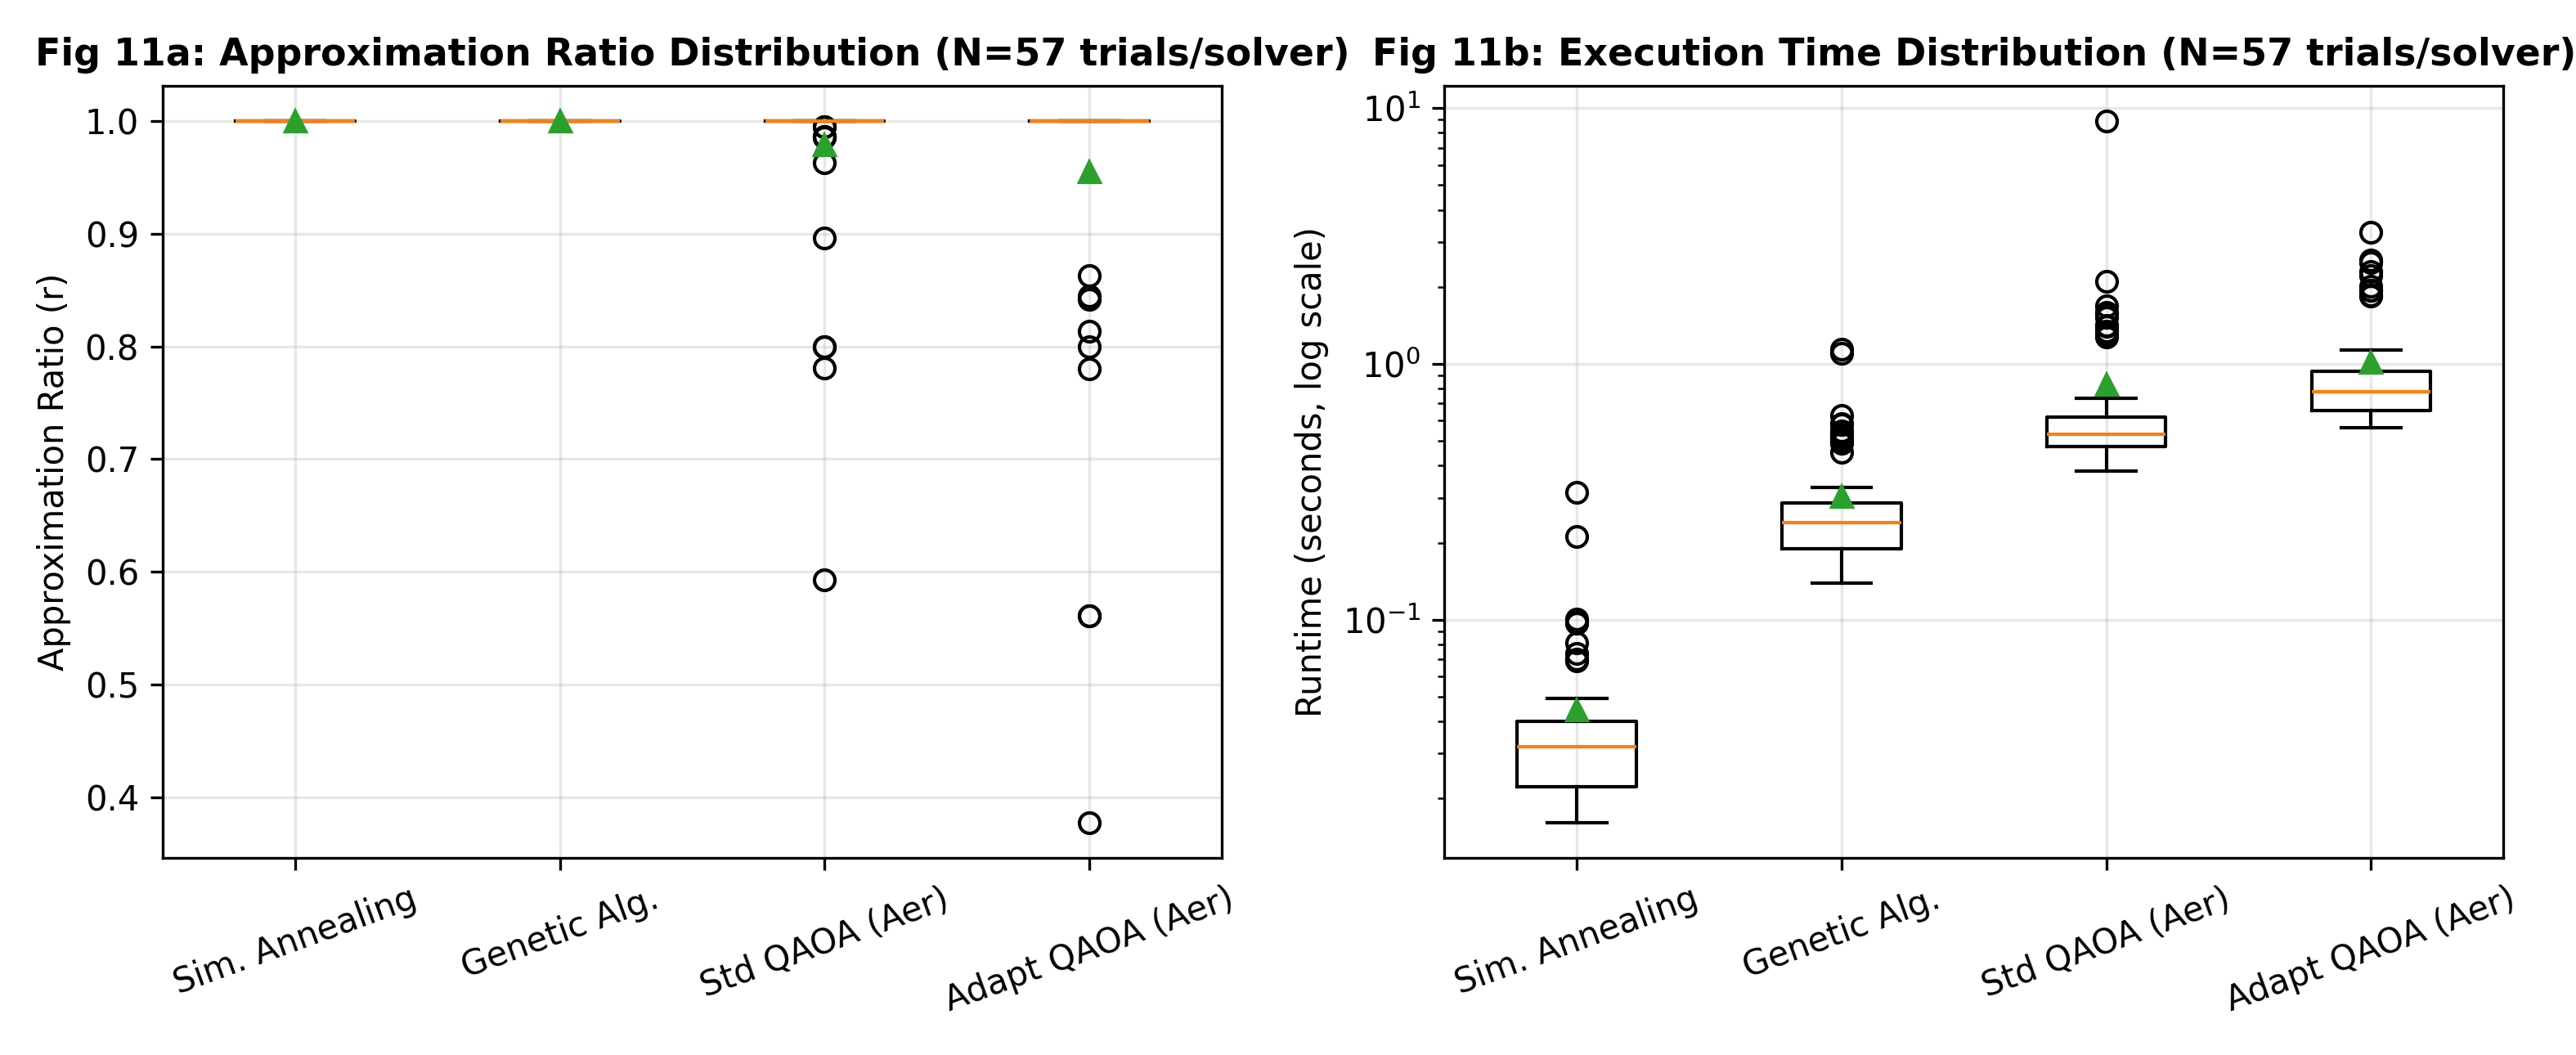 Fig 11a: Approximation Ratio Distribution (N=57 trials/solver)
Approximation Ratio (r)
1.0
0.9
0.8
0.7
0.6
0.5
0.4
Sim. Annealing
Genetic Alg.
Std QAOA (Aer)
Adapt QAOA (Aer)
Fig 11b: Execution Time Distribution (N=57 trials/solver)
Runtime (seconds, log scale)
10¹
10⁰
10⁻¹
Sim. Annealing
Genetic Alg.
Std QAOA (Aer)
Adapt QAOA (Aer)